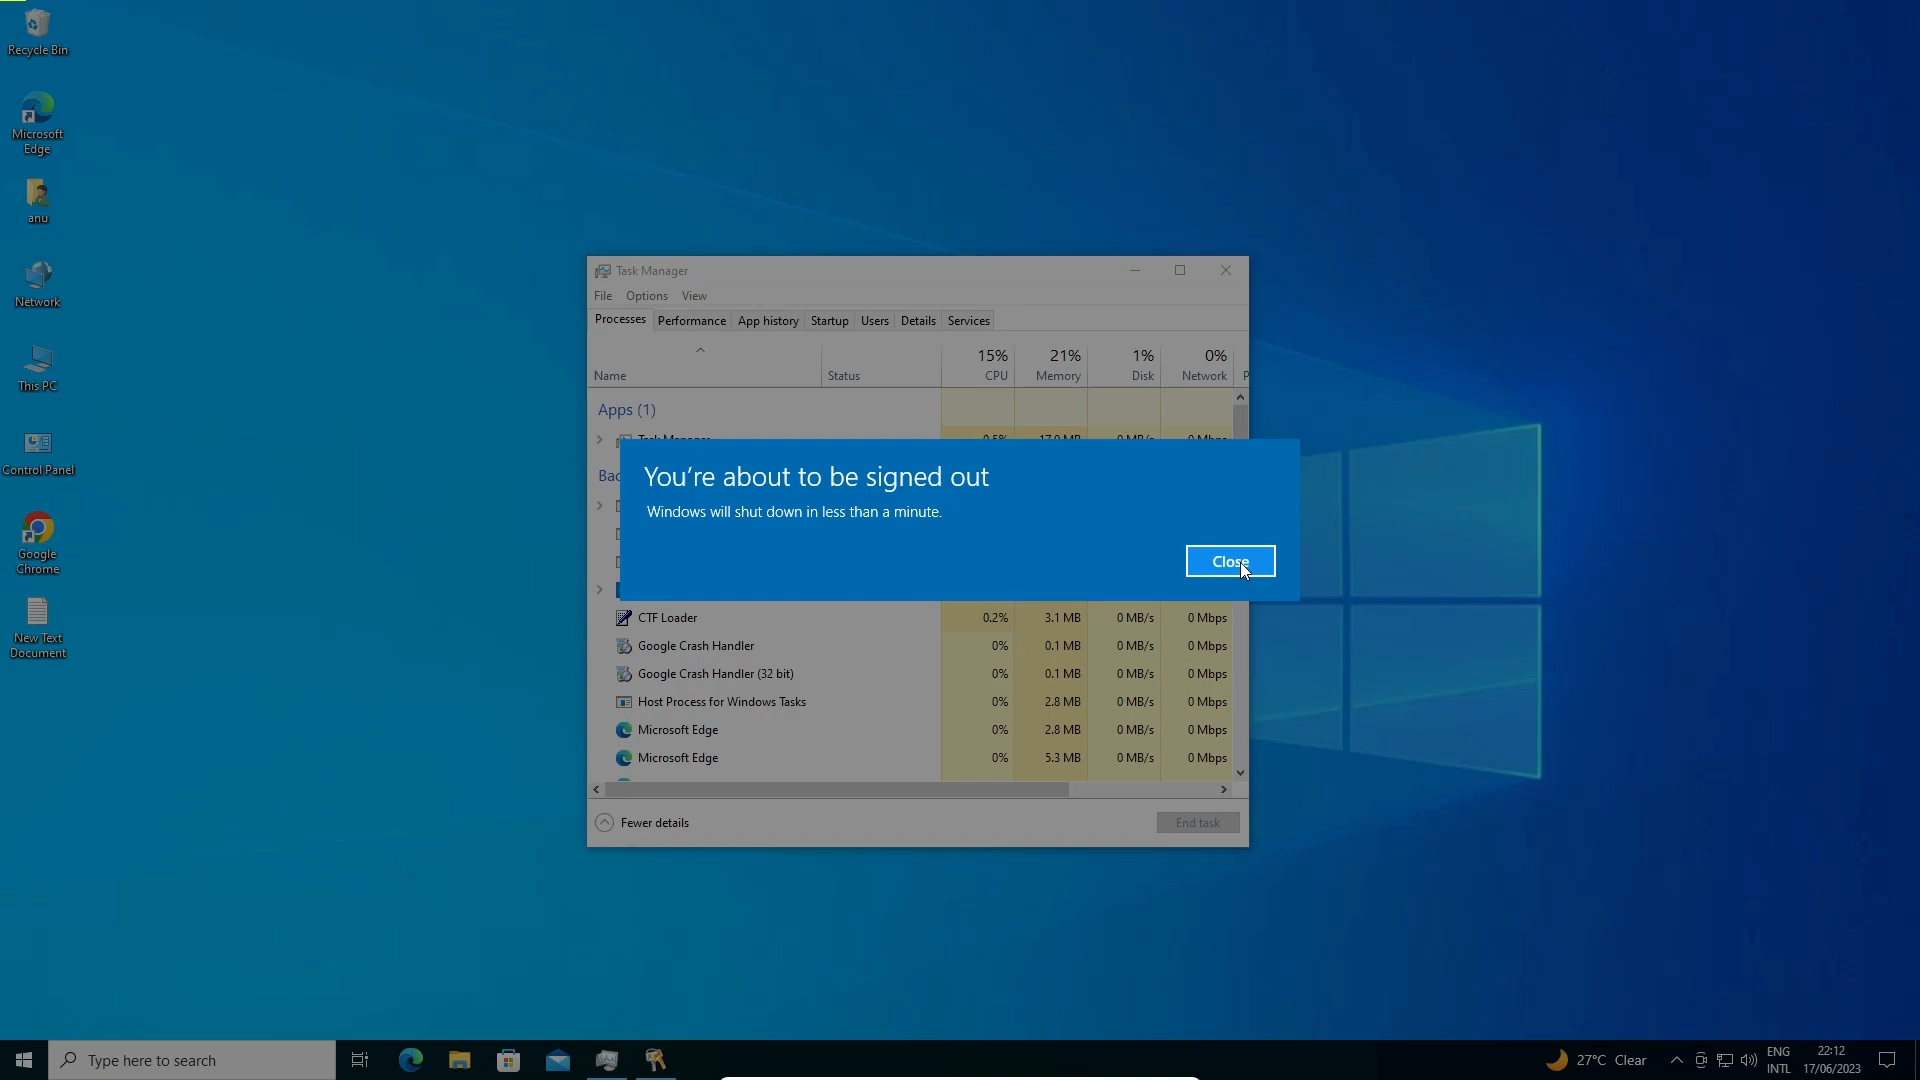 Recycle Bin
Microsoft
Edge
anu
Network
This PC
Control Panel
Google
Chrome
New Text
Document
Task Manager
File Options View
Processes Performance App history Startup Users Details Services
15% 21% 1% 0%
Name Status CPU Memory Disk Network P
Apps (1)
Task Manager 0.5% 17.0 MB 0 MB/s 0 Mbps
You're about to be signed out
Windows will shut down in less than a minute.
Close
CTF Loader 0.2% 3.1 MB 0 MB/s 0 Mbps
Google Crash Handler 0% 0.1 MB 0 MB/s 0 Mbps
Google Crash Handler (32 bit) 0% 0.1 MB 0 MB/s 0 Mbps
Host Process for Windows Tasks 0% 2.8 MB 0 MB/s 0 Mbps
Microsoft Edge 0% 2.8 MB 0 MB/s 0 Mbps
Microsoft Edge 0% 5.3 MB 0 MB/s 0 Mbps
Fewer details End task
Type here to search
27°C Clear
ENG
INTL
22:12
17/06/2023